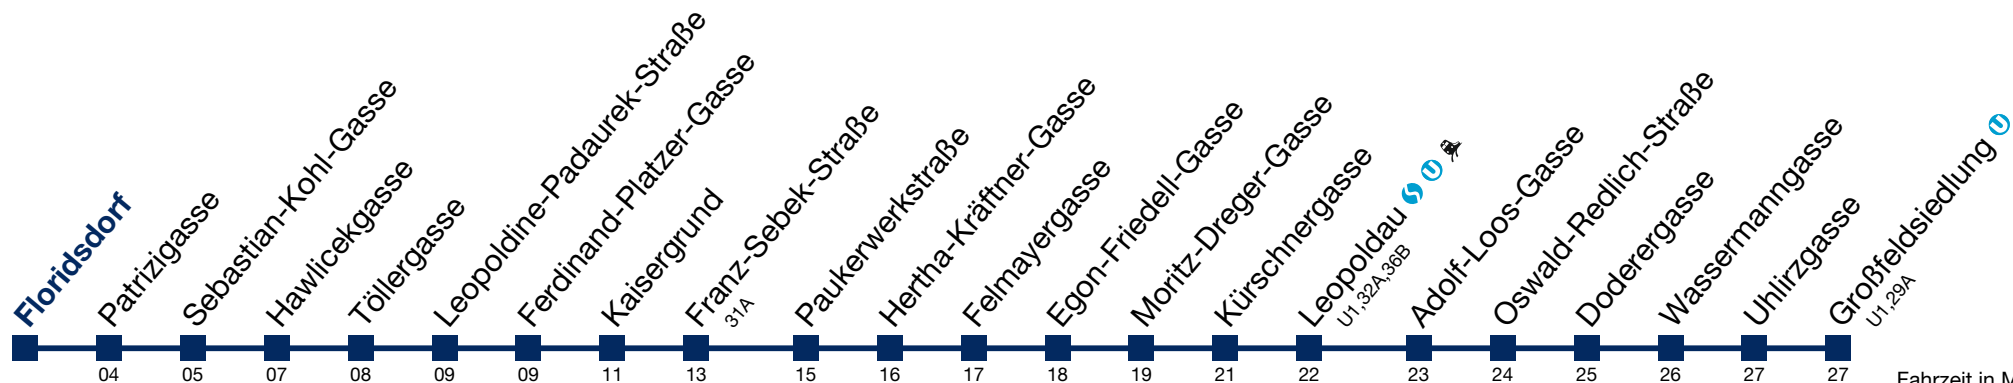 Floridsdorf
Patrizigasse
Sebastian-Kohl-Gasse
Hawlicekgasse
Töllergasse
Leopoldine-Padaurek-Straße
Ferdinand-Platzer-Gasse
Kaisergrund
Franz-Sebek-Straße
31A
Paukerwerkstraße
Hertha-Kräftner-Gasse
Felmayergasse
Egon-Friedell-Gasse
Moritz-Dreger-Gasse
Kürschnergasse
Leopoldau
U1,32A,36B
Adolf-Loos-Gasse
Oswald-Redlich-Straße
Doderergasse
Wassermanngasse
Uhlirzgasse
Großfeldsiedlung
U1,29A
04 05 07 08 09 09 11 13 15 16 17 18 19 21 22 23 24 25 26 27 27
Fahrzeit in M